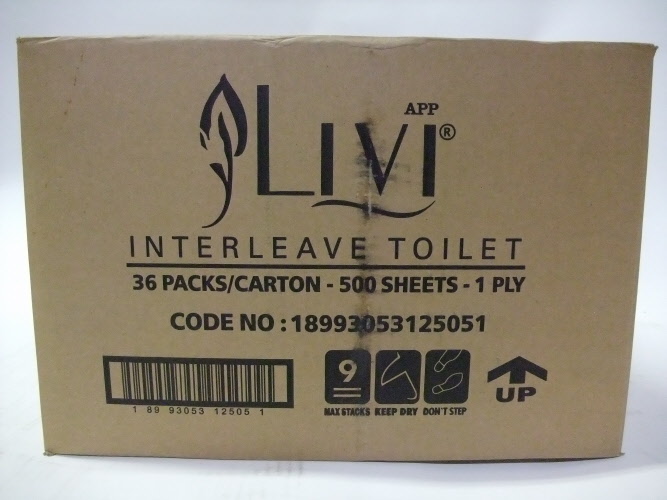 APP
LIVI®
INTERLEAVE TOILET
36 PACKS/CARTON - 500 SHEETS - 1 PLY
CODE NO : 18993053125051
1 89 93053 12505 1
9
MAX STACKS KEEP DRY DON'T STEP
UP